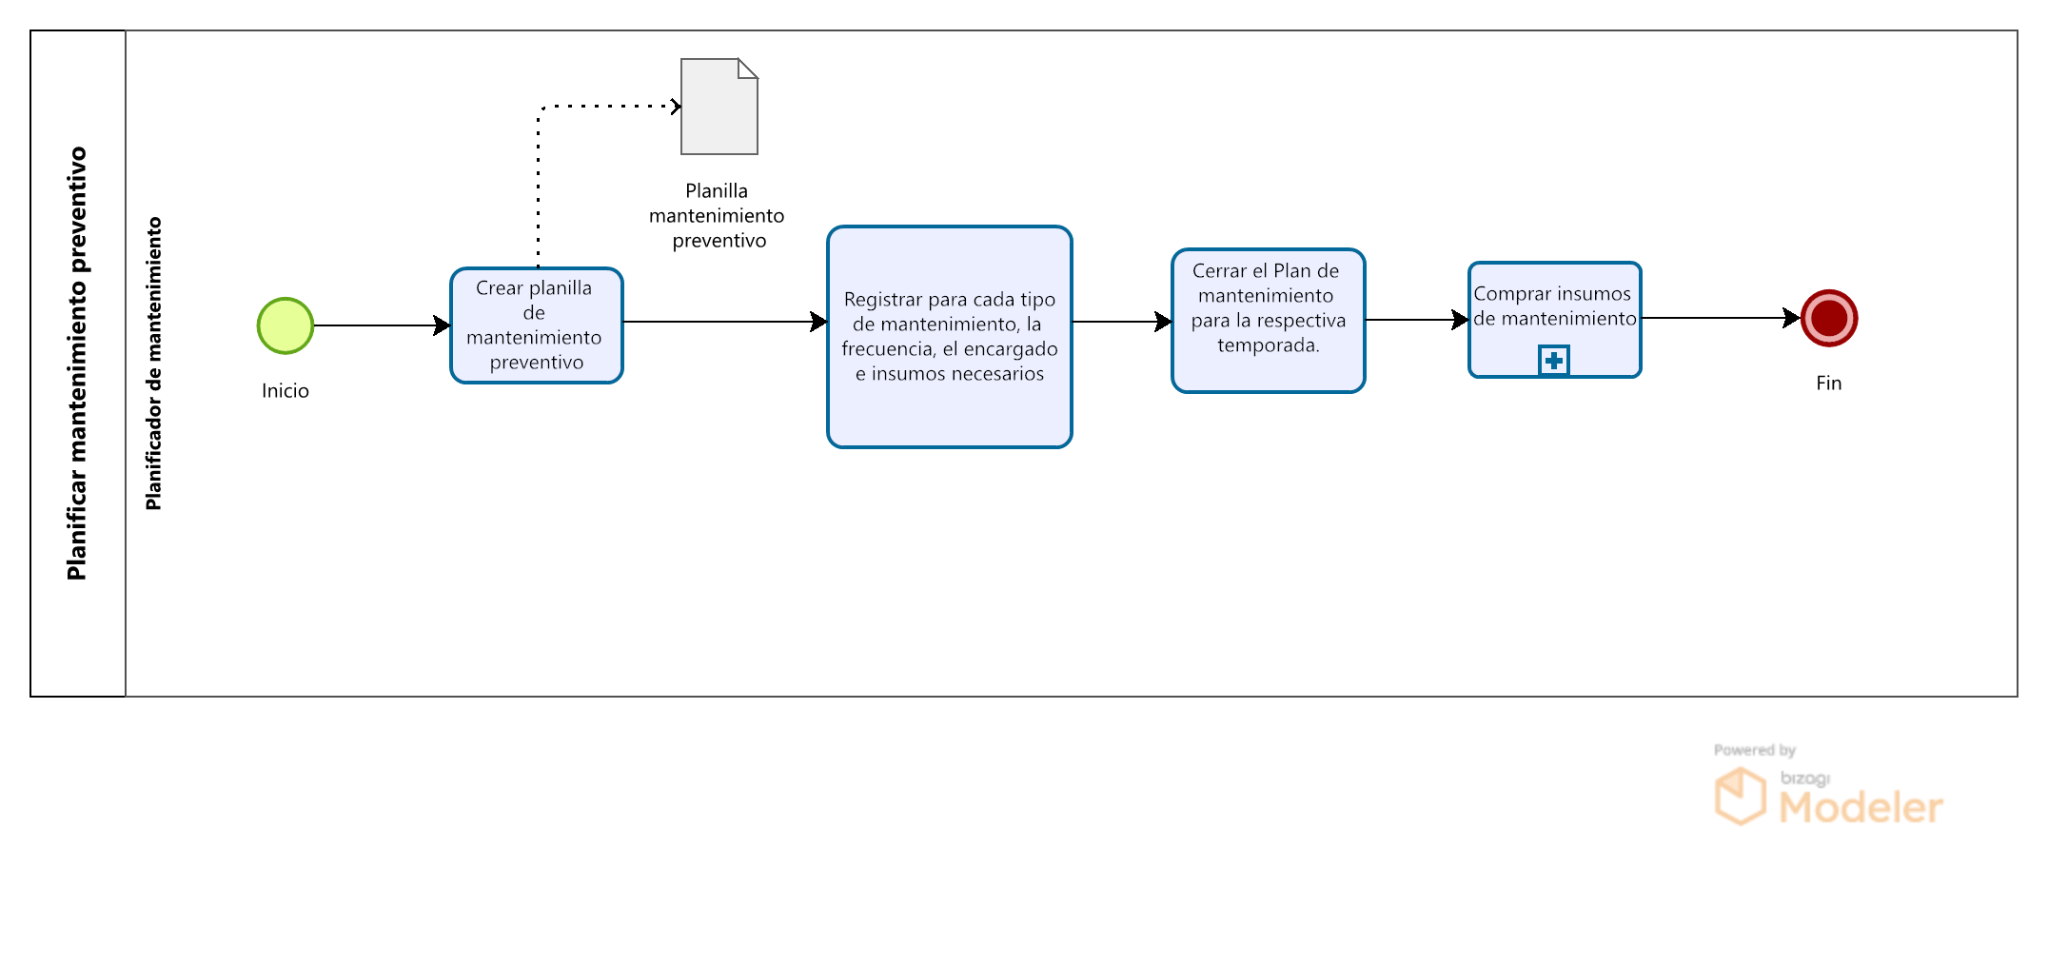 Planificar mantenimiento preventivo
Planificador de mantenimiento
Inicio
Crear planilla
de
mantenimiento
preventivo
Planilla
mantenimiento
preventivo
Registrar para cada tipo
de mantenimiento, la
frecuencia, el encargado
e insumos necesarios
Cerrar el Plan de
mantenimiento
para la respectiva
temporada.
Comprar insumos
de mantenimiento
Fin
Powered by
bizagi
Modeler